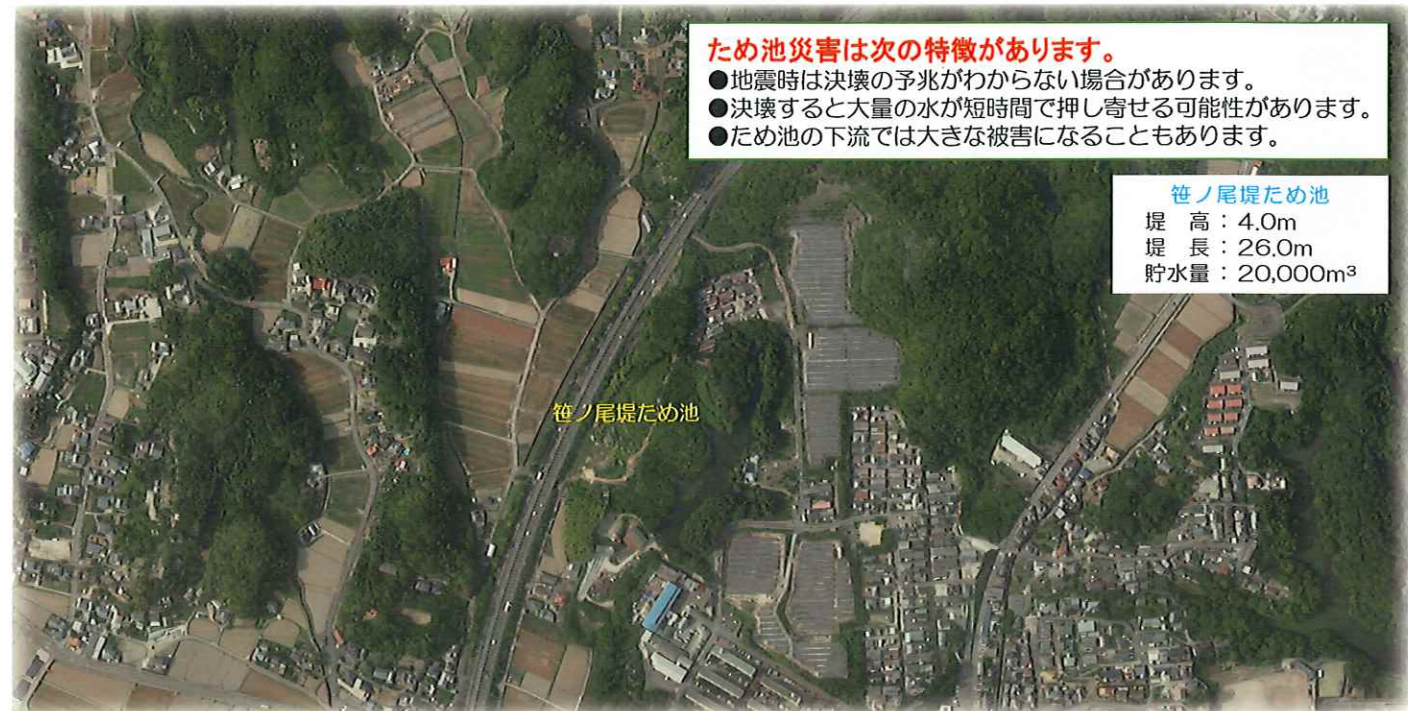 ため池災害は次の特徴があります。
●地震時は決壊の予兆がわからない場合があります。
●決壊すると大量の水が短時間で押し寄せる可能性があります。
●ため池の下流では大きな被害になることもあります。
笹ノ尾堤ため池
堤　高：4.0m
堤　長：26.0m
貯水量：20,000m³
笹ノ尾堤ため池